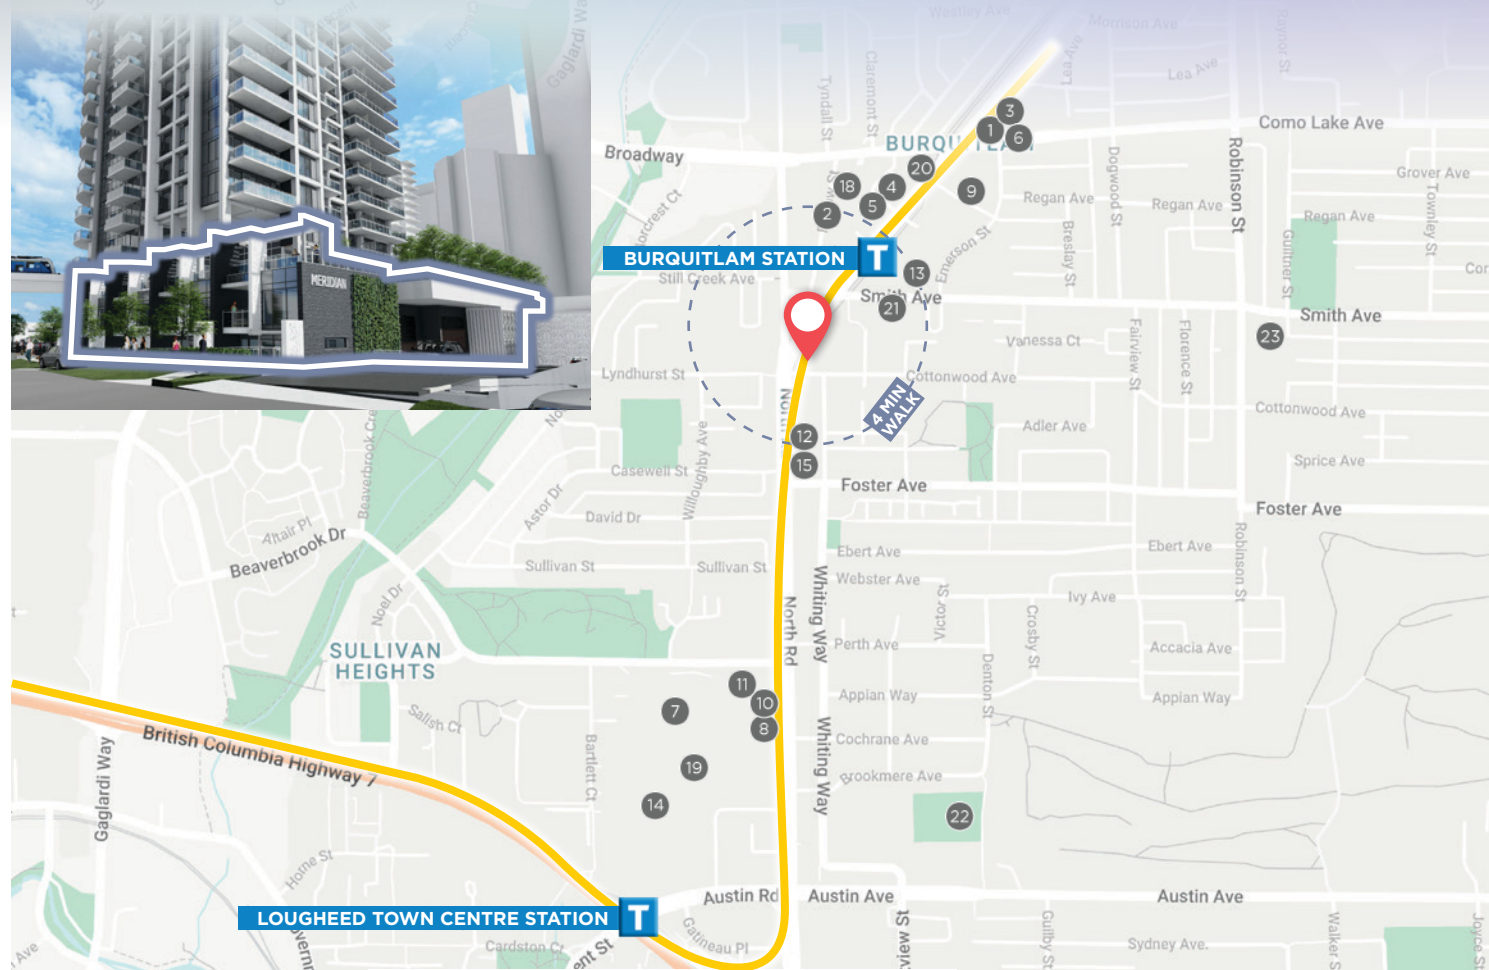 Westley Ave
Morrison Ave
Gaglardi Way
Tyndall St
Claremont St
Lea Ave
Lea Ave
Raynor St
Como Lake Ave
BURQUITLAM
3
1
6
Broadway
Robinson St
Dogwood St
Grover Ave
Townley St
20
18
4
9
5
2
Regan Ave
Regan Ave
Regan Ave
Breslay St
Guiltner St
BURQUITLAM STATION
T
Emerson St
Still Creek Ave
13
Smith Ave
21
Smith Ave
23
MERIDIAN
Vanessa Ct
Fairview St
Florence St
Lyndhurst St
Cottonwood Ave
Cottonwood Ave
4 MIN
WALK
Adler Ave
12
15
Casewell St
Willoughby Ave
Sprice Ave
Foster Ave
Foster Ave
Astor Dr
David Dr
Altair Pl
Beaverbrook Dr
Sullivan St
Sullivan St
Ebert Ave
Ebert Ave
Robinson St
Webster Ave
Whiting Way
North Rd
Noel Dr
Victor St
Ivy Ave
Crosby St
SULLIVAN
HEIGHTS
Perth Ave
Accacia Ave
Denton St
11
10
7
8
Appian Way
Appian Way
Salish Ct
British Columbia Highway 7
Gaglardi Way
Bartlett Ct
Cochrane Ave
Whiting Way
19
Brookmere Ave
14
22
Horne St
Austin Rd
Austin Ave
Austin Ave
LOUGHEED TOWN CENTRE STATION
T
Cardston Ct
Gatineau Pl
Guilby St
Sydney Ave.
Walker S
Joyce St